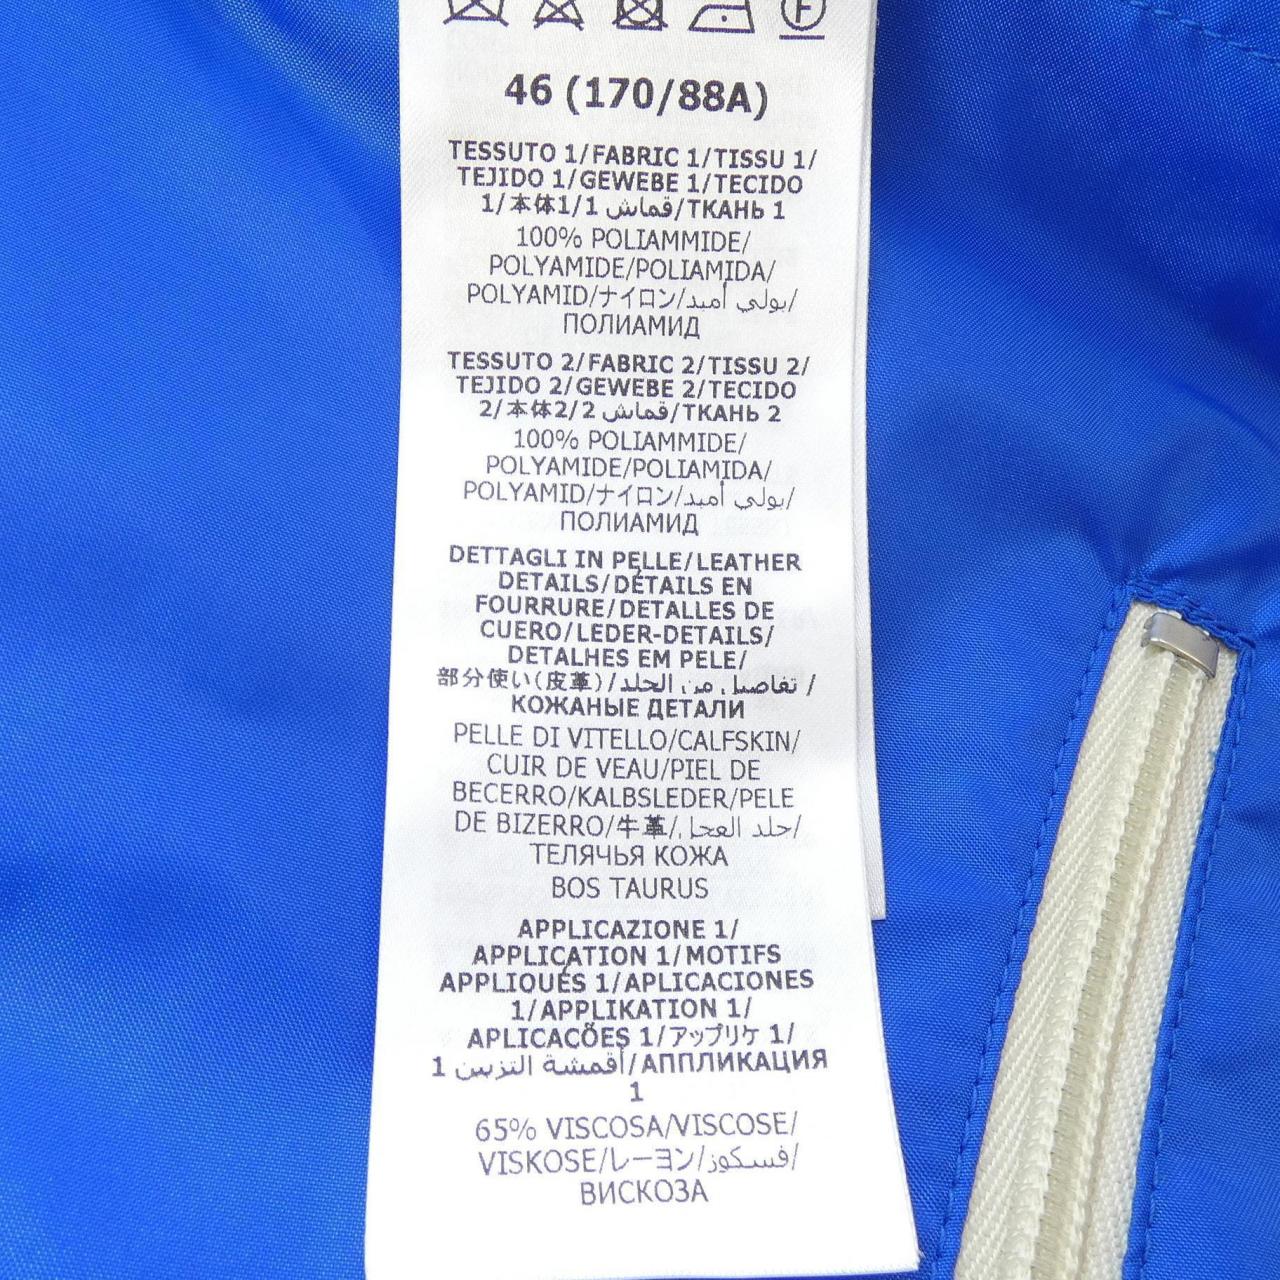 F
46 (170/88A)
TESSUTO 1/FABRIC 1/TISSU 1/
TEJIDO 1/GEWEBE 1/TECIDO
1/本体1/1 قماش/ТКАНЬ 1
100% POLIAMMIDE/
POLYAMIDE/POLIAMIDA/
POLYAMID/ナイロン/بولي أميد/
ПОЛИАМИД
TESSUTO 2/FABRIC 2/TISSU 2/
TEJIDO 2/GEWEBE 2/TECIDO
2/本体2/2 قماش/ТКАНЬ 2
100% POLIAMMIDE/
POLYAMIDE/POLIAMIDA/
POLYAMID/ナイロン/بولي أميد/
ПОЛИАМИД
DETTAGLI IN PELLE/LEATHER
DETAILS/DÉTAILS EN
FOURRURE/DETALLES DE
CUERO/LEDER-DETAILS/
DETALHES EM PELE/
部分使い(皮革)/تفاصيل من الجلد /
КОЖАНЫЕ ДЕТАЛИ
PELLE DI VITELLO/CALFSKIN/
CUIR DE VEAU/PIEL DE
BECERRO/KALBSLEDER/PELE
DE BIZERRO/牛革/جلد العجل/
ТЕЛЯЧЬЯ КОЖА
BOS TAURUS
APPLICAZIONE 1/
APPLICATION 1/MOTIFS
APPLIQUÉS 1/APLICACIONES
1/APPLIKATION 1/
APLICACÕES 1/アップリケ 1/
1 أقمشة التزيين/АППЛИКАЦИЯ
1
65% VISCOSA/VISCOSE/
VISKOSE/レーヨン/فسكوز/
ВИСКОЗА